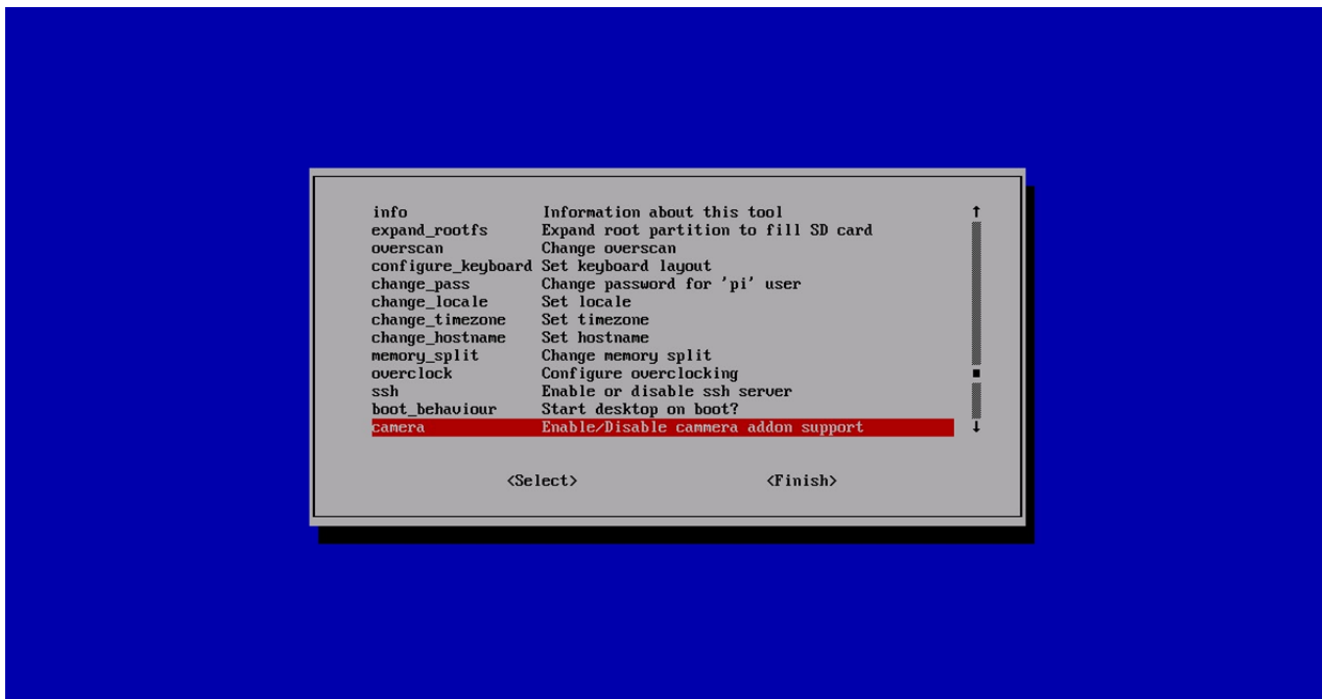 info Information about this tool
expand_rootfs Expand root partition to fill SD card
overscan Change overscan
configure_keyboard Set keyboard layout
change_pass Change password for 'pi' user
change_locale Set locale
change_timezone Set timezone
change_hostname Set hostname
memory_split Change memory split
overclock Configure overclocking
ssh Enable or disable ssh server
boot_behaviour Start desktop on boot?
camera Enable/Disable cammera addon support
<Select> <Finish>